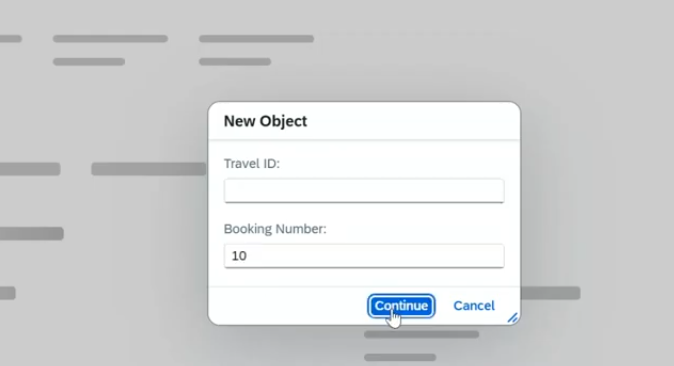 New Object
Travel ID:
Booking Number:
10
Continue Cancel